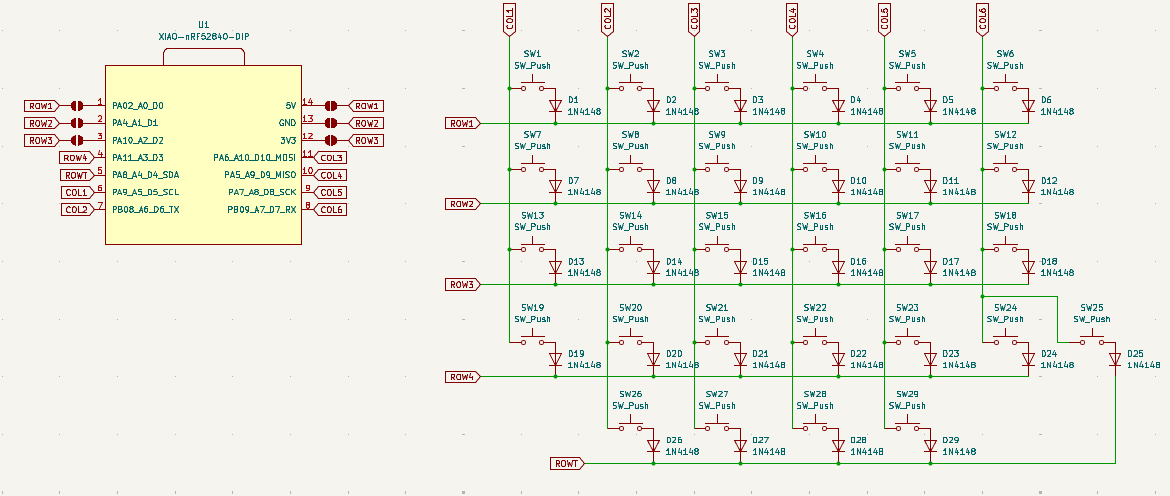 COL1 COL2 COL3 COL4 COL5 COL6
U1
XIAO-nRF52840-DIP
ROW1 1 PA02_A0_D0 5V 14 ROW1
ROW2 2 PA4_A1_D1 GND 13 ROW2
ROW3 3 PA10_A2_D2 3V3 12 ROW3
ROW4 4 PA11_A3_D3 PA6_A10_D10_MOSI 11 COL3
ROWT 5 PA8_A4_D4_SDA PA5_A9_D9_MISO 10 COL4
COL1 6 PA9_A5_D5_SCL PA7_A8_D8_SCK 9 COL5
COL2 7 PB08_A6_D6_TX PB09_A7_D7_RX 8 COL6
SW1 SW2 SW3 SW4 SW5 SW6
SW_Push SW_Push SW_Push SW_Push SW_Push SW_Push
D1 D2 D3 D4 D5 D6
1N4148 1N4148 1N4148 1N4148 1N4148 1N4148
ROW1
SW7 SW8 SW9 SW10 SW11 SW12
SW_Push SW_Push SW_Push SW_Push SW_Push SW_Push
D7 D8 D9 D10 D11 D12
1N4148 1N4148 1N4148 1N4148 1N4148 1N4148
ROW2
SW13 SW14 SW15 SW16 SW17 SW18
SW_Push SW_Push SW_Push SW_Push SW_Push SW_Push
D13 D14 D15 D16 D17 D18
1N4148 1N4148 1N4148 1N4148 1N4148 1N4148
ROW3
SW19 SW20 SW21 SW22 SW23 SW24 SW25
SW_Push SW_Push SW_Push SW_Push SW_Push SW_Push SW_Push
D19 D20 D21 D22 D23 D24 D25
1N4148 1N4148 1N4148 1N4148 1N4148 1N4148 1N4148
ROW4
SW26 SW27 SW28 SW29
SW_Push SW_Push SW_Push SW_Push
D26 D27 D28 D29
1N4148 1N4148 1N4148 1N4148
ROWT